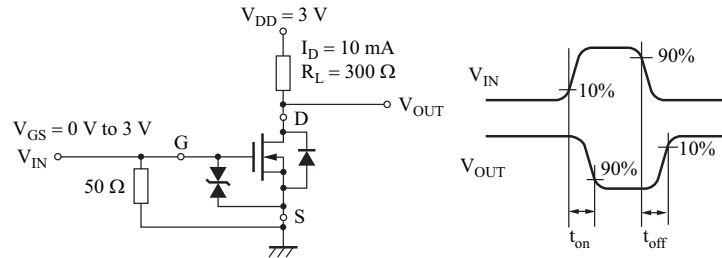 V_DD = 3 V
I_D = 10 mA
R_L = 300 Ω
V_OUT
D
V_GS = 0 V to 3 V
G
V_IN
50 Ω
S
V_IN
10%
90%
V_OUT
90%
10%
t_on
t_off